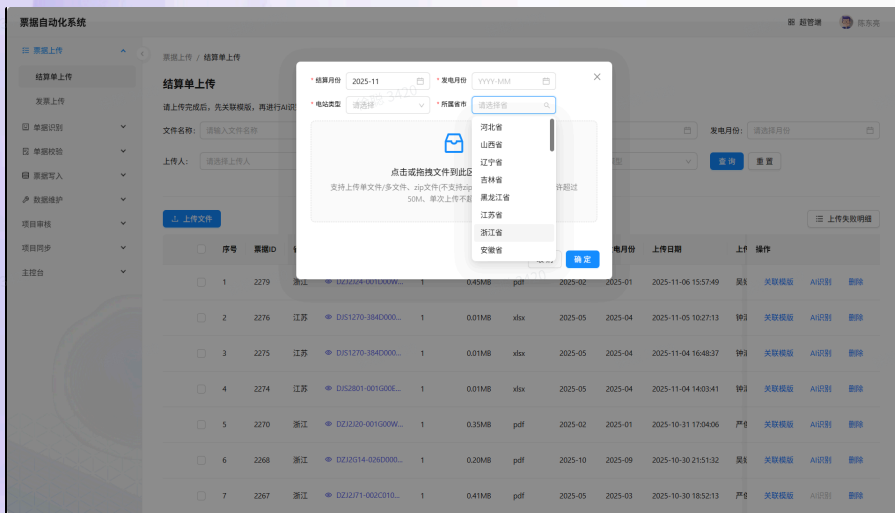 票据自动化系统
超管端
陈东亮
票据上传
票据上传 / 结算单上传
结算单上传
发票上传
单据识别
单据校验
票据写入
数据维护
项目审核
项目同步
主控台
结算单上传
请上传完成后，先关联模版，再进行AI识
文件名称: 请输入文件名称
发电月份: 请选择月份
上传人: 请选择上传人
查 询
重 置
* 结算月份 2025-11
* 发电月份 YYYY-MM
* 电站类型 请选择
* 所属省市 请选择省
点击或拖拽文件到此区
支持上传单文件/多文件、zip文件(不支持zip
许超过
50M、单次上传不超
河北省
山西省
辽宁省
吉林省
黑龙江省
江苏省
浙江省
安徽省
确 定
上传文件
上传失败明细
序号 票据ID 电月份 上传日期 操作
1 2279 浙江 DZJ2J24-001D00W... 1 0.45MB pdf 2025-02 2025-01 2025-11-06 15:57:49 关联模版 AI识别 删除
2 2276 江苏 DJS1270-384D000... 1 0.01MB xlsx 2025-05 2025-04 2025-11-05 10:27:13 关联模版 AI识别 删除
3 2275 江苏 DJS1270-384D000... 1 0.01MB xlsx 2025-05 2025-04 2025-11-04 16:48:37 关联模版 AI识别 删除
4 2274 江苏 DJS2801-001G00E... 1 0.01MB xlsx 2025-05 2025-04 2025-11-04 14:03:41 关联模版 AI识别 删除
5 2270 浙江 DZJ2J20-001G00W... 1 0.35MB pdf 2025-02 2025-01 2025-10-31 17:04:06 关联模版 AI识别 删除
6 2268 浙江 DZJ2G14-026D000... 1 0.20MB pdf 2025-10 2025-09 2025-10-30 21:51:32 关联模版 AI识别 删除
7 2267 浙江 DZJ2J71-002C010... 1 0.41MB pdf 2025-05 2025-03 2025-10-30 18:52:13 关联模版 AI识别 删除